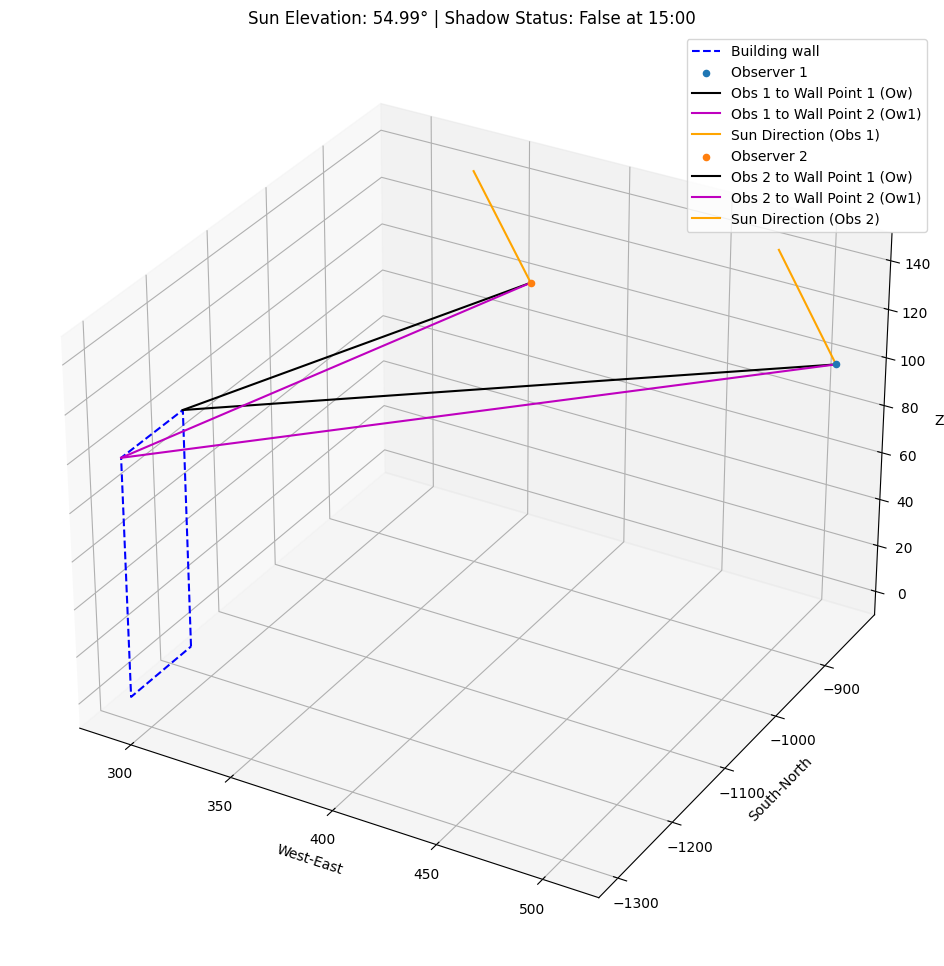 Sun Elevation: 54.99° | Shadow Status: False at 15:00
Building wall
Observer 1
Obs 1 to Wall Point 1 (Ow)
Obs 1 to Wall Point 2 (Ow1)
Sun Direction (Obs 1)
Observer 2
Obs 2 to Wall Point 1 (Ow)
Obs 2 to Wall Point 2 (Ow1)
Sun Direction (Obs 2)
140
120
100
80
60
40
20
0
Z
−900
−1000
−1100
−1200
−1300
South-North
300
350
400
450
500
West-East